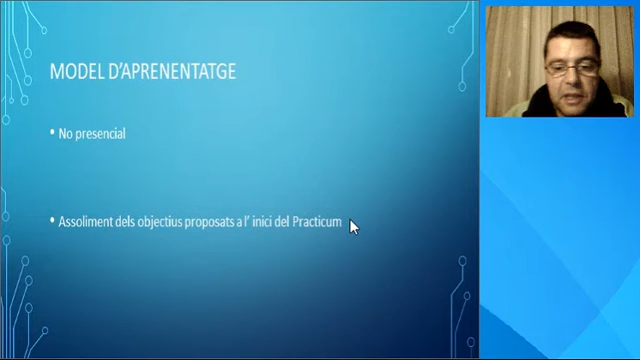 MODEL D'APRENENTATGE
• No presencial
• Assoliment dels objectius proposats a l' inici del Practicum